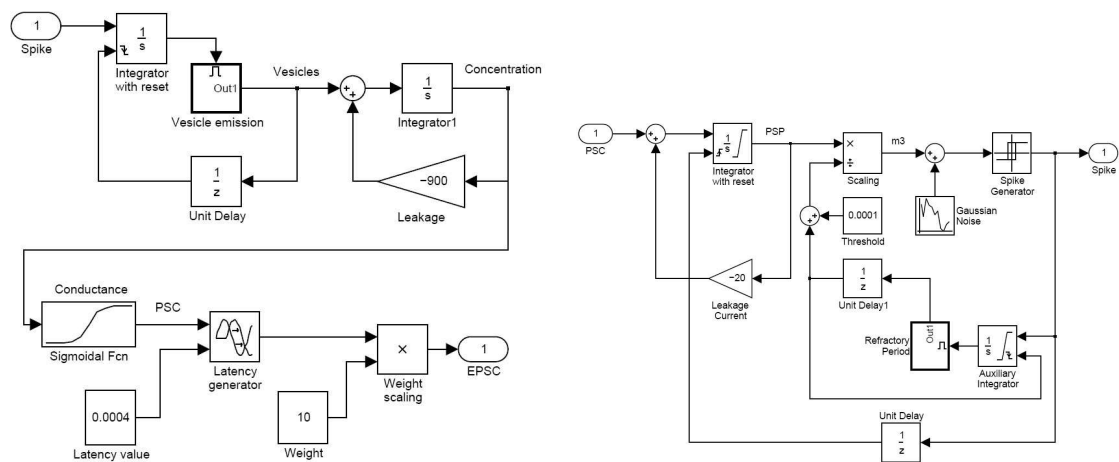 1
Spike
1
s
Integrator
with reset
Out1
Vesicle emission
Vesicles
+
+
1
s
Integrator1
Concentration
1
z
Unit Delay
-900
Leakage
Conductance
Sigmoidal Fcn
PSC
Latency
generator
0.0004
Latency value
10
Weight
×
Weight
scaling
1
EPSC
1
PSC
+
+
1
s
Integrator
with reset
PSP
×
÷
Scaling
m3
+
+
Spike
Generator
1
Spike
Gaussian
Noise
+
+
0.0001
Threshold
-20
Leakage
Current
1
z
Unit Delay1
Refractory
Period
Out1
1
s
Auxiliary
Integrator
Unit Delay
1
z